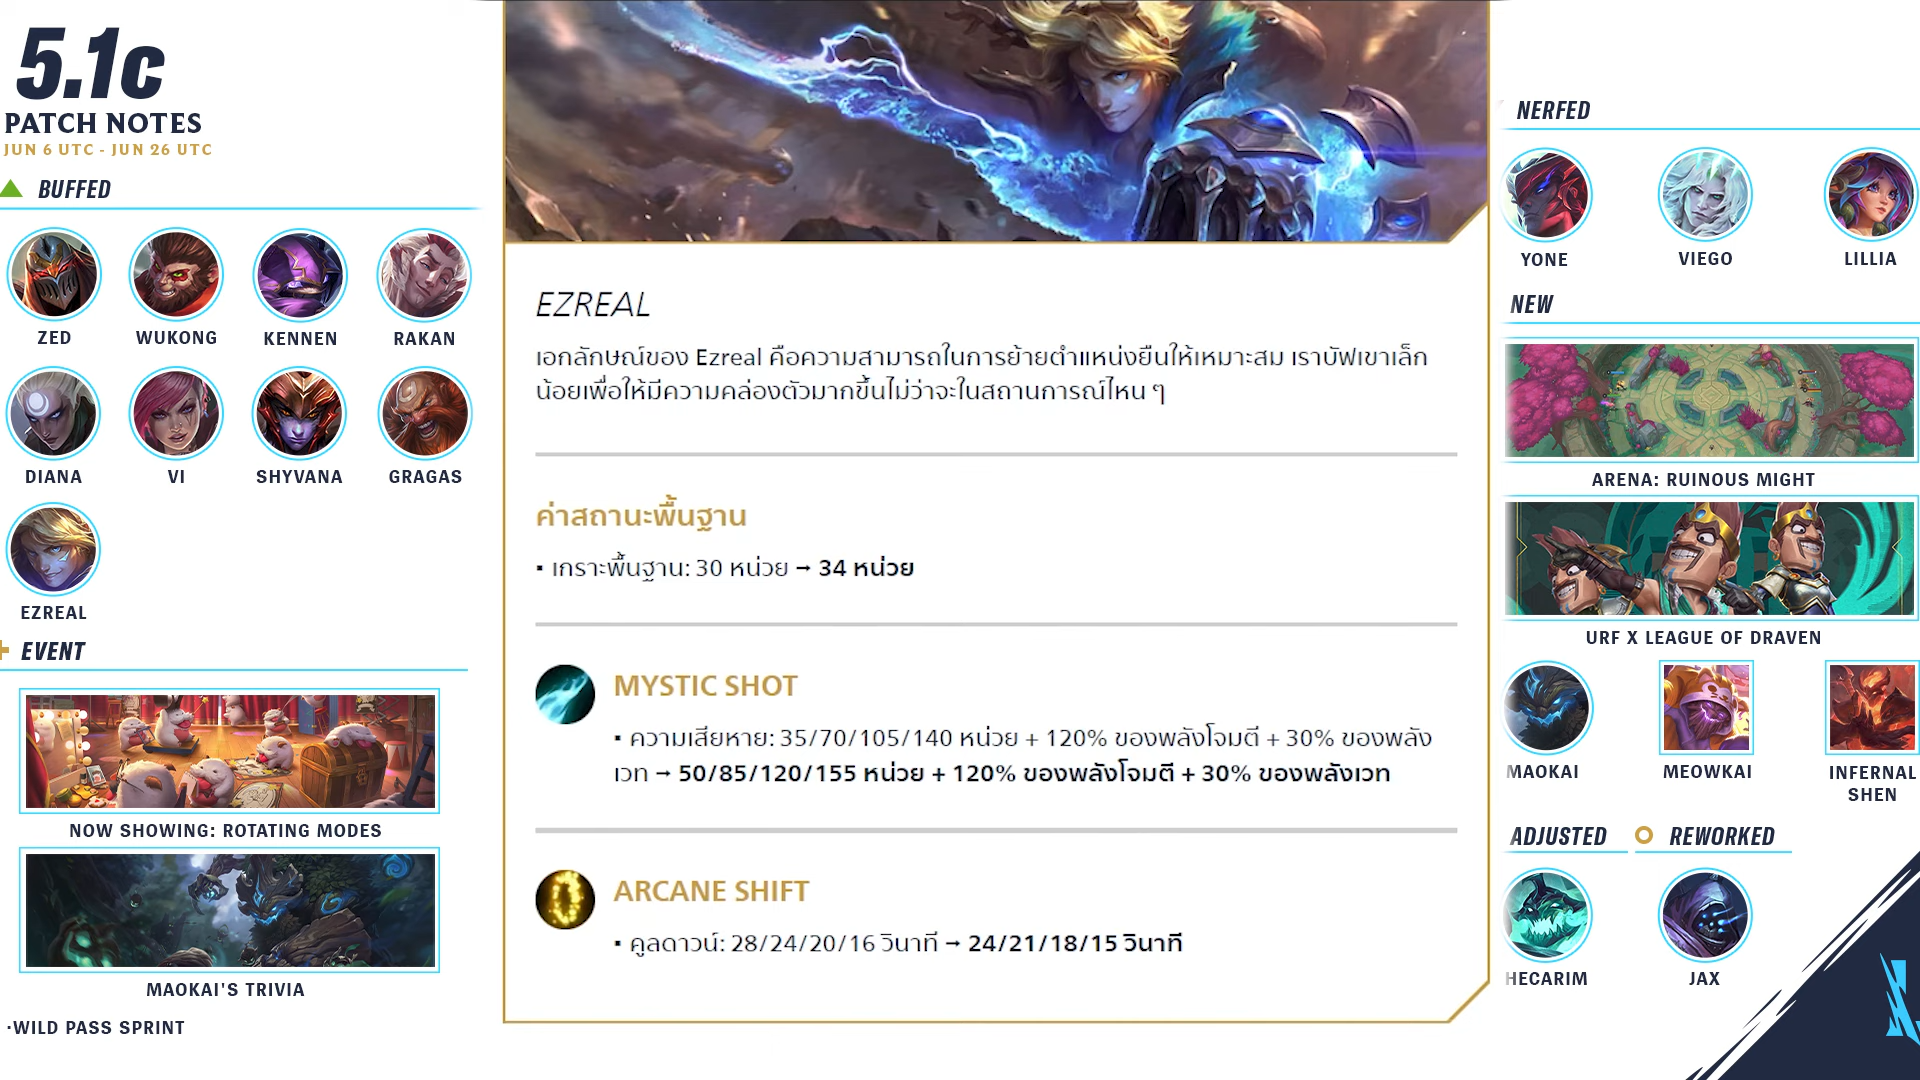 5.1c
PATCH NOTES
JUN 6 UTC - JUN 26 UTC
BUFFED
ZED
WUKONG
KENNEN
RAKAN
DIANA
VI
SHYVANA
GRAGAS
EZREAL
EVENT
NOW SHOWING: ROTATING MODES
MAOKAI'S TRIVIA
·WILD PASS SPRINT
EZREAL
เอกลักษณ์ของ Ezreal คือความสามารถในการย้ายตำแหน่งยืนให้เหมาะสม เราบัฟเขาเล็ก
น้อยเพื่อให้มีความคล่องตัวมากขึ้นไม่ว่าจะในสถานการณ์ไหน ๆ
ค่าสถานะพื้นฐาน
▪ เกราะพื้นฐาน: 30 หน่วย → 34 หน่วย
MYSTIC SHOT
▪ ความเสียหาย: 35/70/105/140 หน่วย + 120% ของพลังโจมตี + 30% ของพลัง
เวท → 50/85/120/155 หน่วย + 120% ของพลังโจมตี + 30% ของพลังเวท
ARCANE SHIFT
▪ คูลดาวน์: 28/24/20/16 วินาที → 24/21/18/15 วินาที
NERFED
YONE
VIEGO
LILLIA
NEW
ARENA: RUINOUS MIGHT
URF X LEAGUE OF DRAVEN
MAOKAI
MEOWKAI
INFERNAL
SHEN
ADJUSTED
REWORKED
HECARIM
JAX